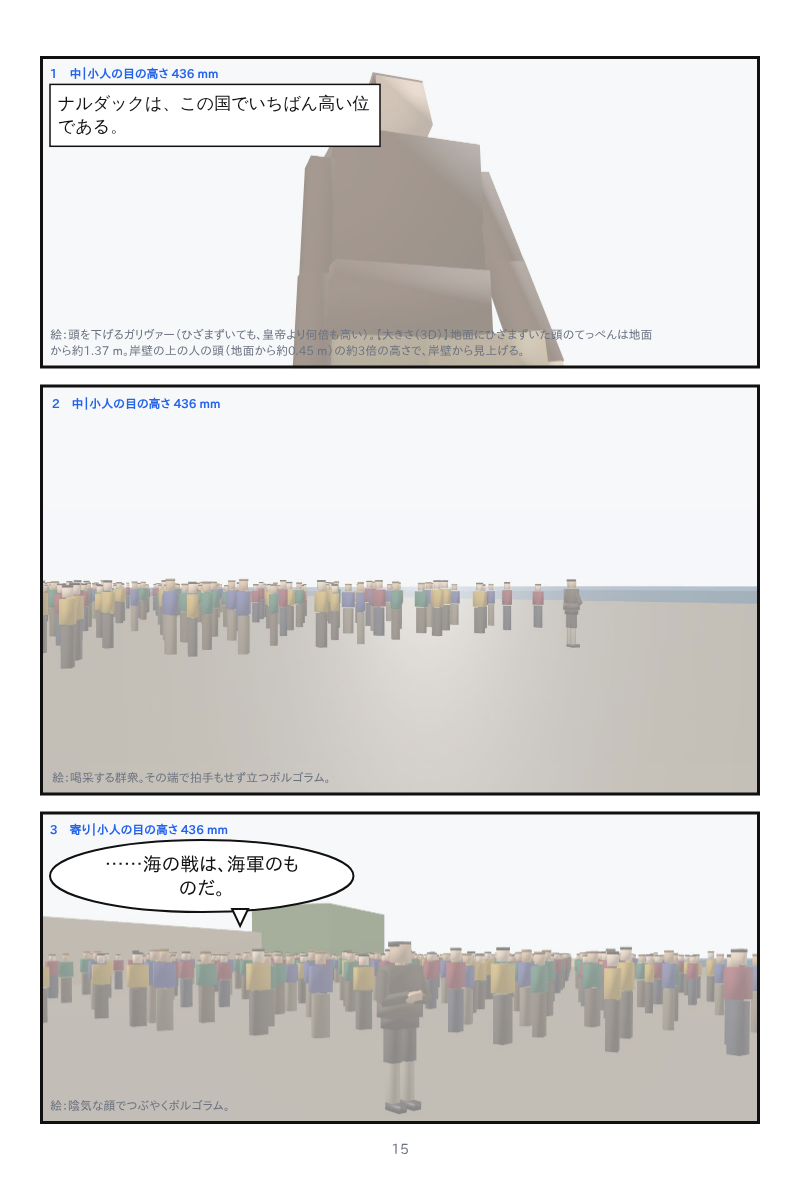 1 中|小人の目の高さ 436 mm
ナルダックは、この国でいちばん高い位
である。
絵：頭を下げるガリヴァー（ひざまずいても、皇帝より何倍も高い）。【大きさ（3D）】地面にひざまずいた頭のてっぺんは地面
から約1.37 m。岸壁の上の人の頭（地面から約0.45 m）の約3倍の高さで、岸壁から見上げる。
2 中|小人の目の高さ 436 mm
絵：喝采する群衆。その端で拍手もせず立つボルゴラム。
3 寄り|小人の目の高さ 436 mm
……海の戦は、海軍のも
のだ。
絵：陰気な顔でつぶやくボルゴラム。
15